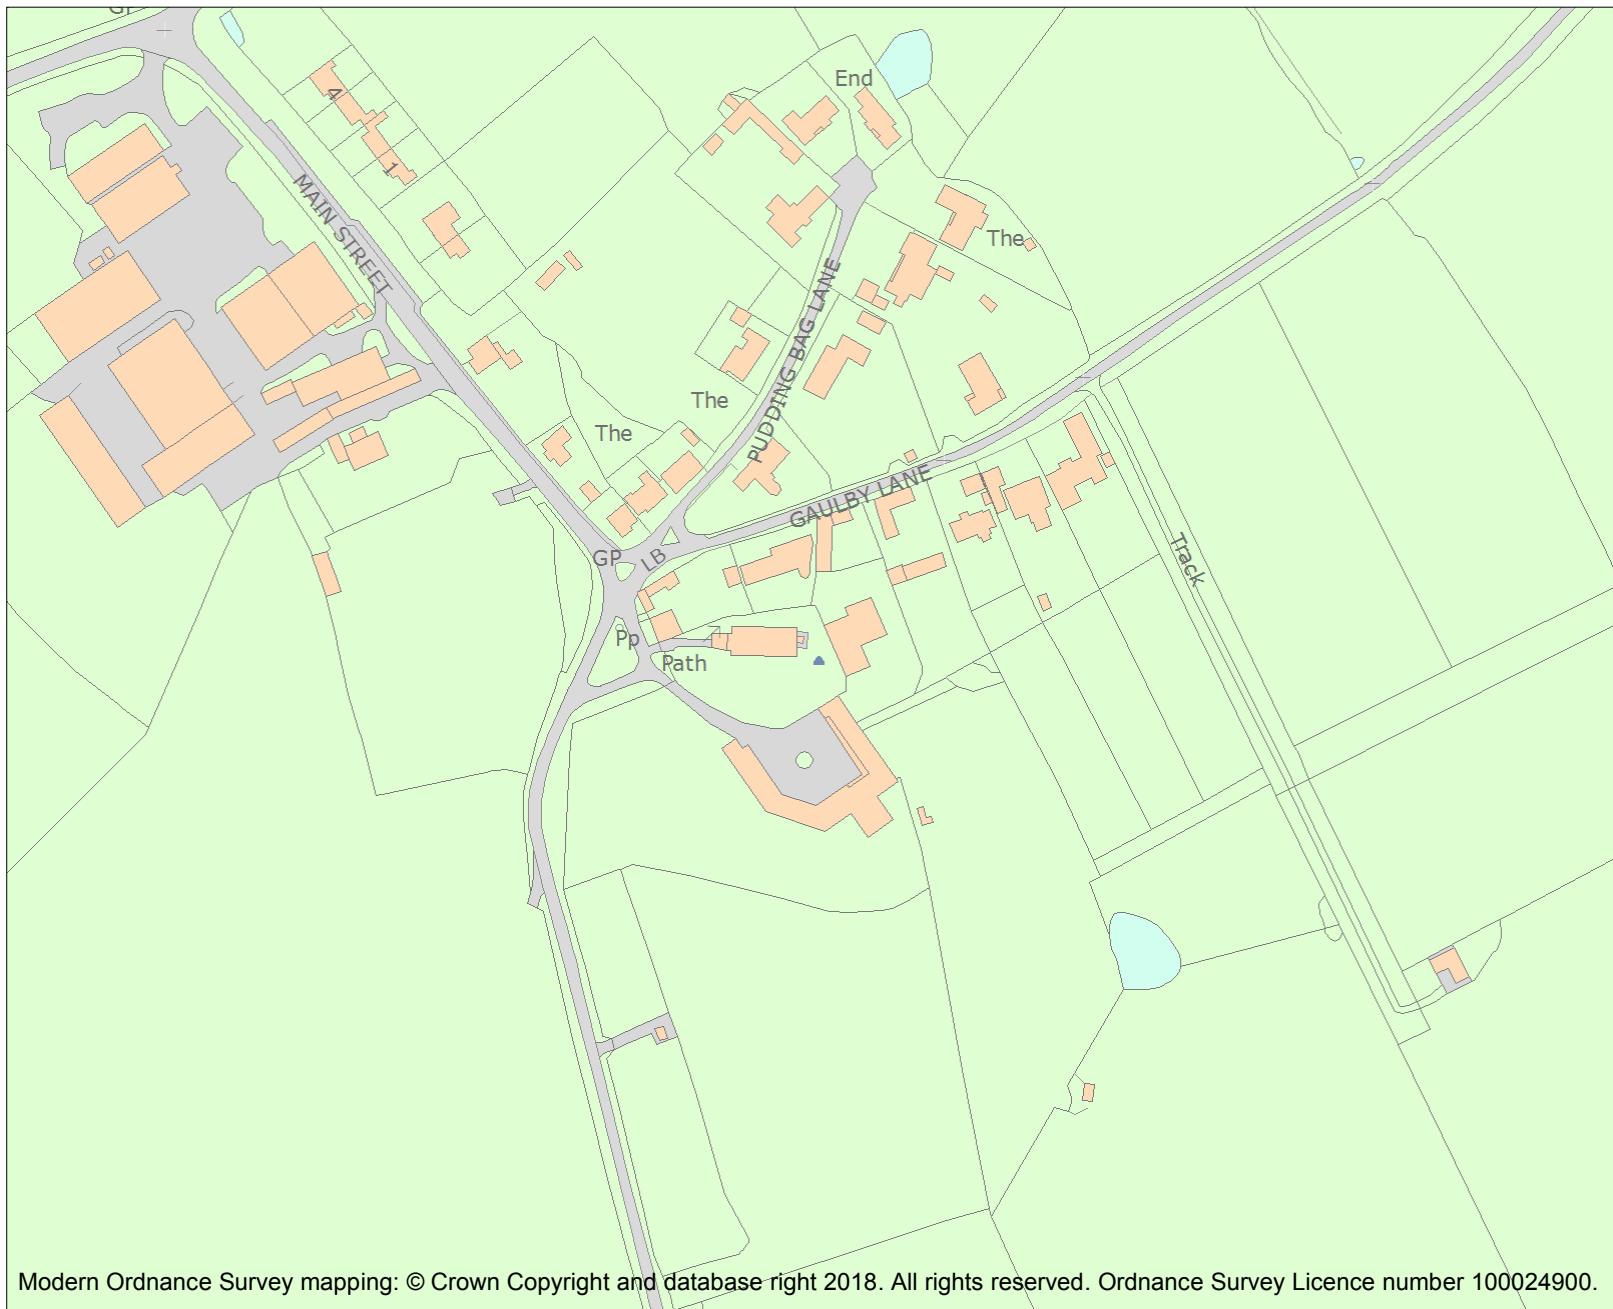 End
4
1
MAIN STREET
The
PUDDING BAG LANE
The
The
GAULBY LANE
Track
GP
LB
Pp
Path
Modern Ordnance Survey mapping: © Crown Copyright and database right 2018. All rights reserved. Ordnance Survey Licence number 100024900.